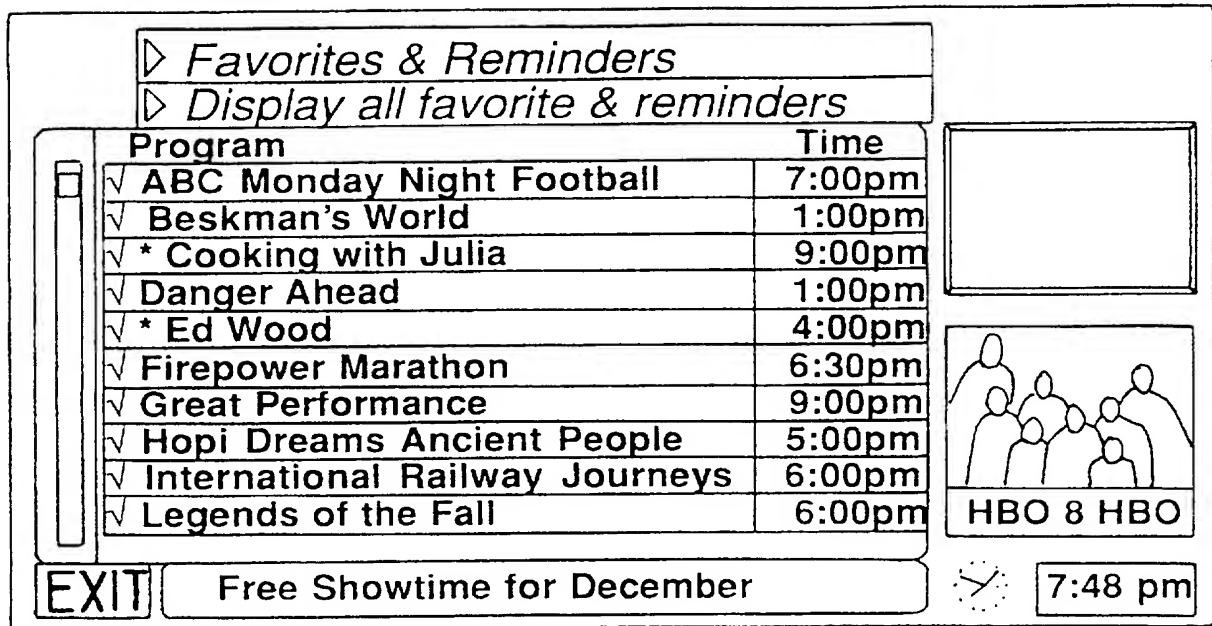 ▷ Favorites & Reminders
▷ Display all favorite & reminders
Program Time
√ ABC Monday Night Football 7:00pm
√ Beskman's World 1:00pm
√ * Cooking with Julia 9:00pm
√ Danger Ahead 1:00pm
√ * Ed Wood 4:00pm
√ Firepower Marathon 6:30pm
√ Great Performance 9:00pm
√ Hopi Dreams Ancient People 5:00pm
√ International Railway Journeys 6:00pm
√ Legends of the Fall 6:00pm
HBO 8 HBO
EXIT Free Showtime for December 7:48 pm